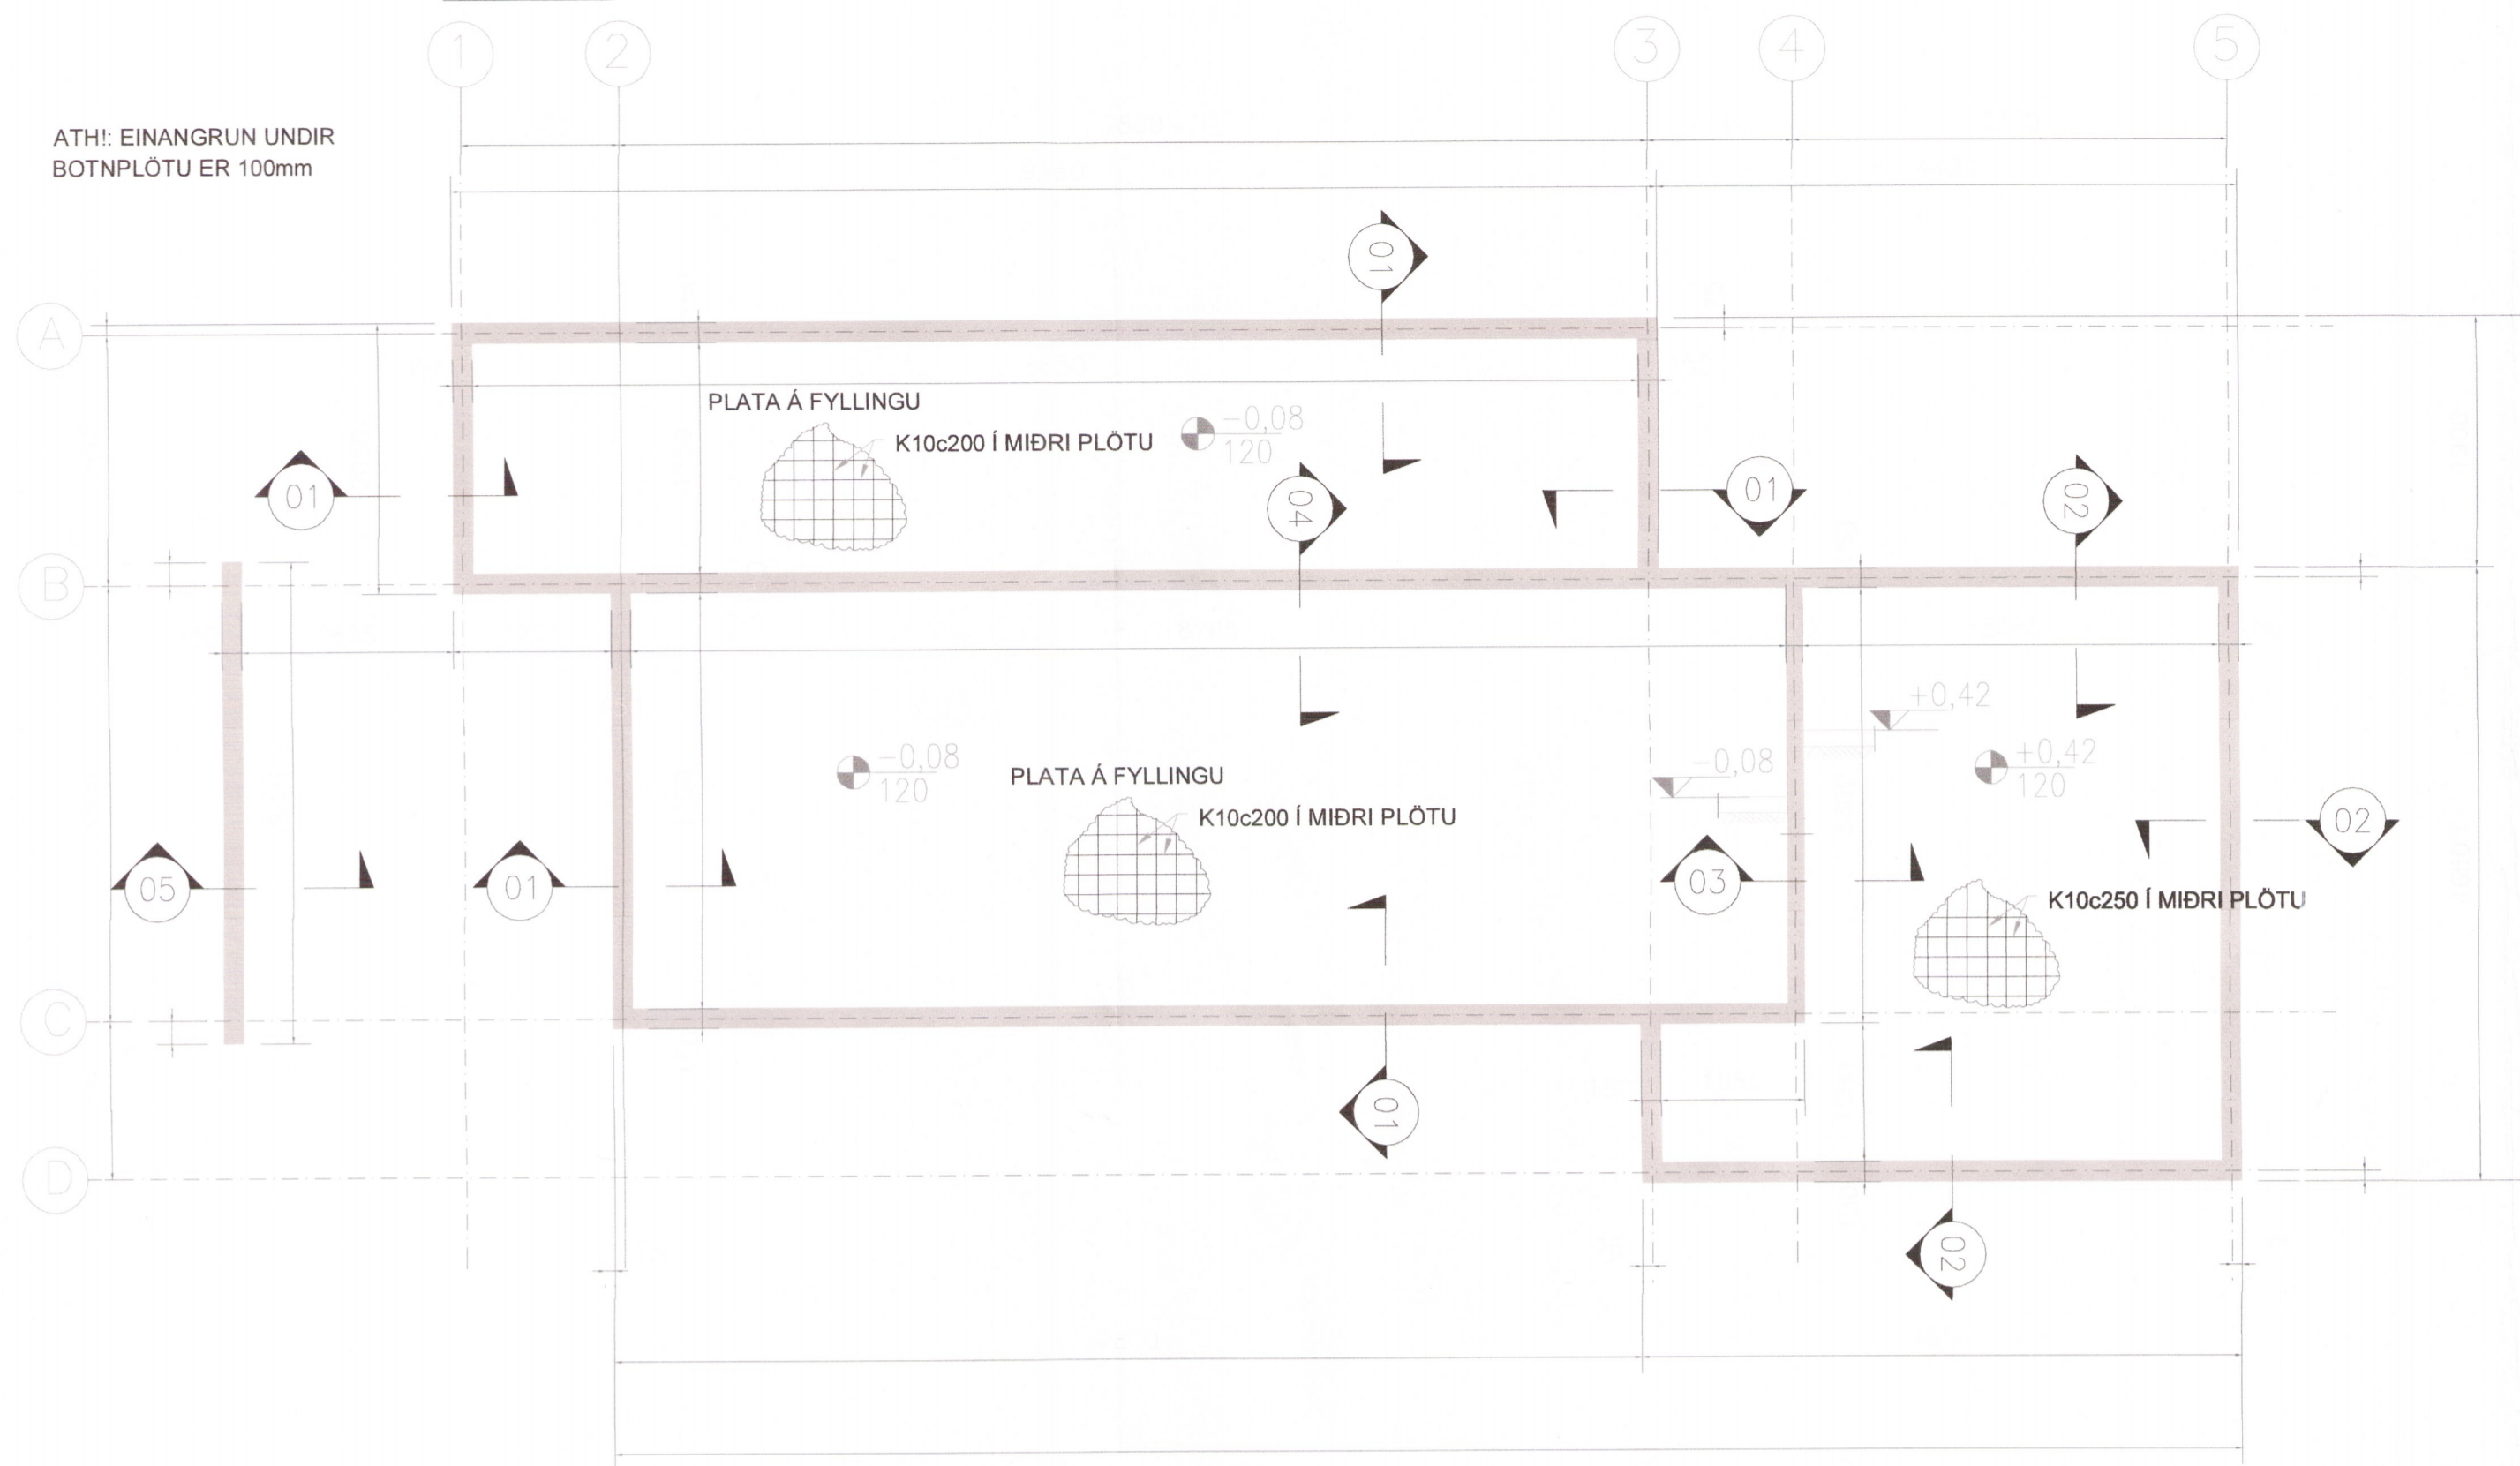 1 2 3 4 5
ATH!: EINANGRUN UNDIR
BOTNPLÖTU ER 100mm
01
A
PLATA Á FYLLINGU
K10c200 Í MIÐRI PLÖTU
-0,08
120
01
04
01
02
B
+0,42
-0,08
120
PLATA Á FYLLINGU
K10c200 Í MIÐRI PLÖTU
-0,08
+0,42
120
02
05
01
03
K10c250 Í MIÐRI PLÖTU
C
01
D
02